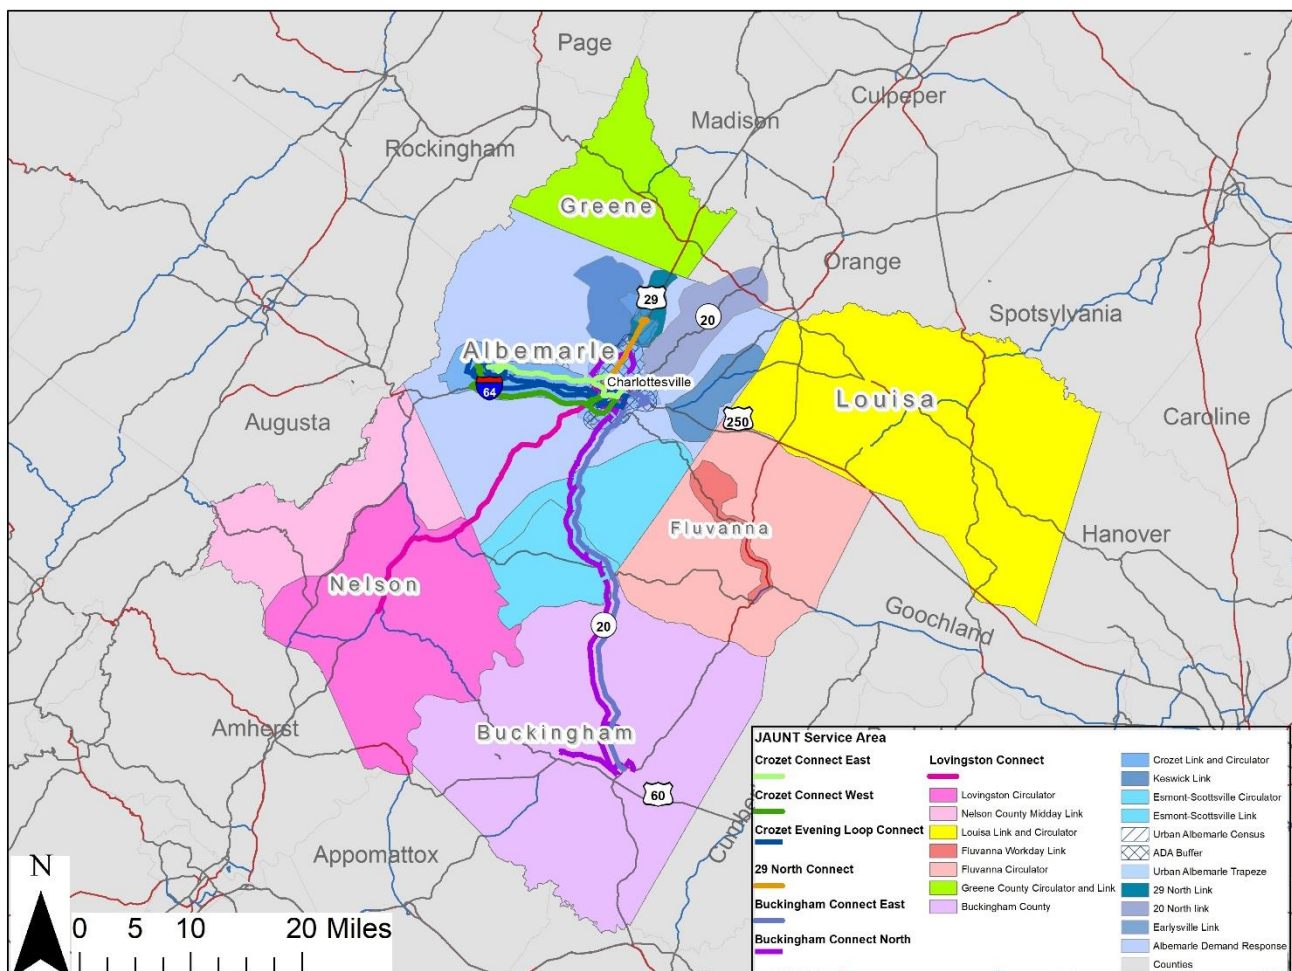 Page
Culpeper
Madison
Rockingham
Greene
Orange
29
20
Spotsylvania
Albemarle
Charlottesville
64
Louisa
Augusta
250
Caroline
Fluvanna
Hanover
Nelson
Goochland
20
Amherst
Buckingham
60
Appomattox
N
0 5 10 20 Miles
JAUNT Service Area
Crozet Connect East
Crozet Connect West
Crozet Evening Loop Connect
29 North Connect
Buckingham Connect East
Buckingham Connect North
Lovingston Connect
Lovingston Circulator
Nelson County Midday Link
Louisa Link and Circulator
Fluvanna Workday Link
Fluvanna Circulator
Greene County Circulator and Link
Buckingham County
Crozet Link and Circulator
Keswick Link
Esmont-Scottsville Circulator
Esmont-Scottsville Link
Urban Albemarle Census
ADA Buffer
Urban Albemarle Trapeze
29 North Link
20 North link
Earlysville Link
Albemarle Demand Response
Counties